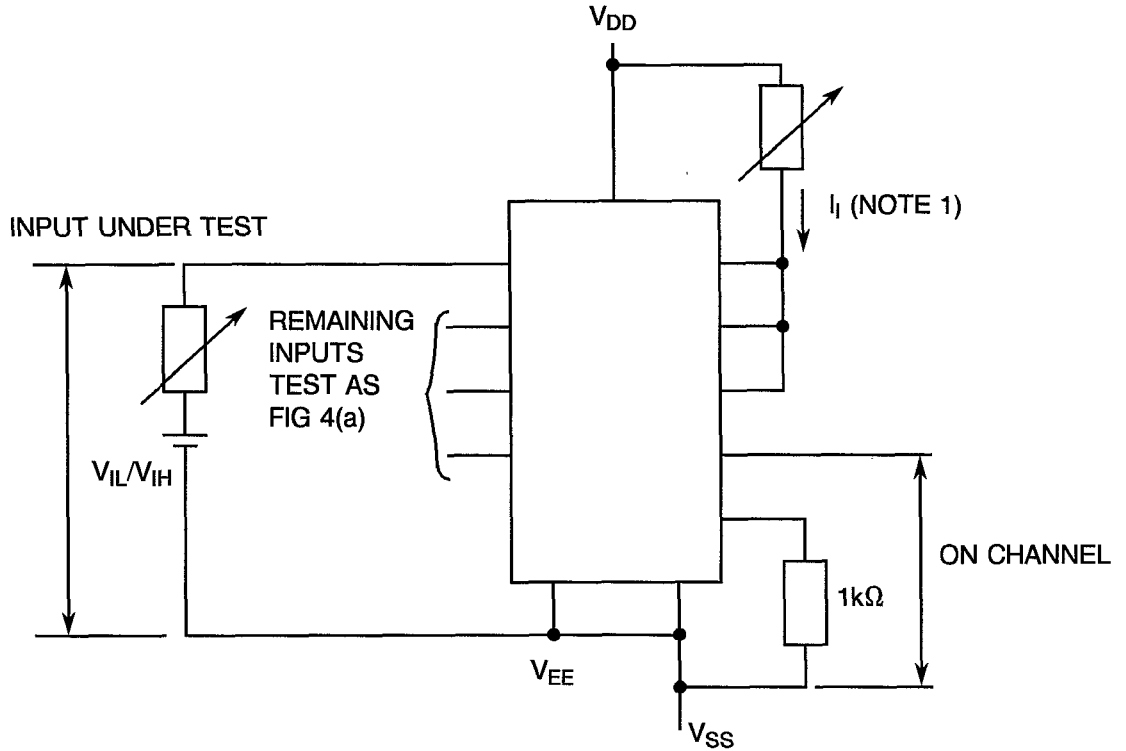 V_DD
I_I (NOTE 1)
INPUT UNDER TEST
REMAINING
INPUTS
TEST AS
FIG 4(a)
V_IL/V_IH
ON CHANNEL
1kΩ
V_EE
V_SS